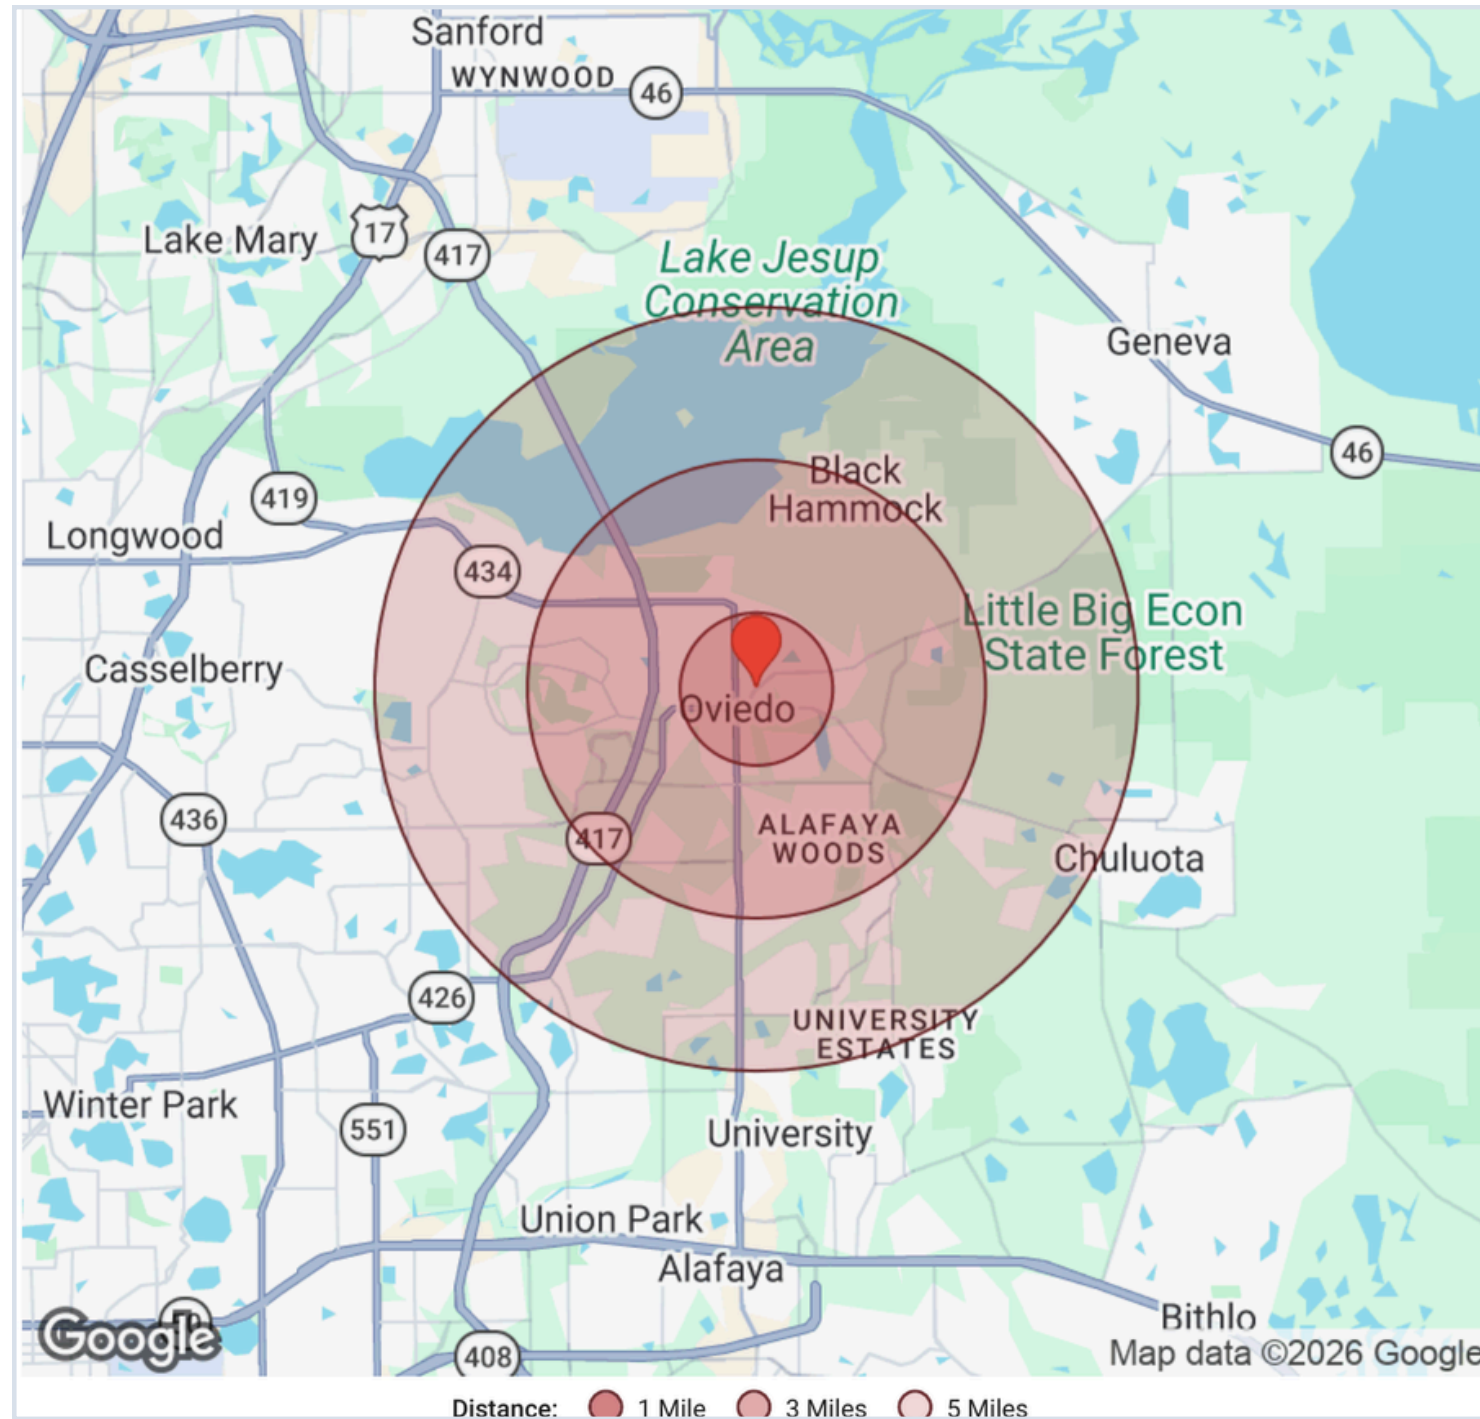 Sanford
WYNWOOD
46
Lake Mary
17
417
Lake Jesup
Conservation
Area
Geneva
46
Black
Hammock
419
Longwood
434
Little Big Econ
State Forest
Casselberry
Oviedo
436
417
ALAFAYA
WOODS
Chuluota
426
UNIVERSITY
ESTATES
Winter Park
551
University
Union Park
Alafaya
Bithlo
Google
408
Map data ©2026 Google
Distance: 1 Mile 3 Miles 5 Miles